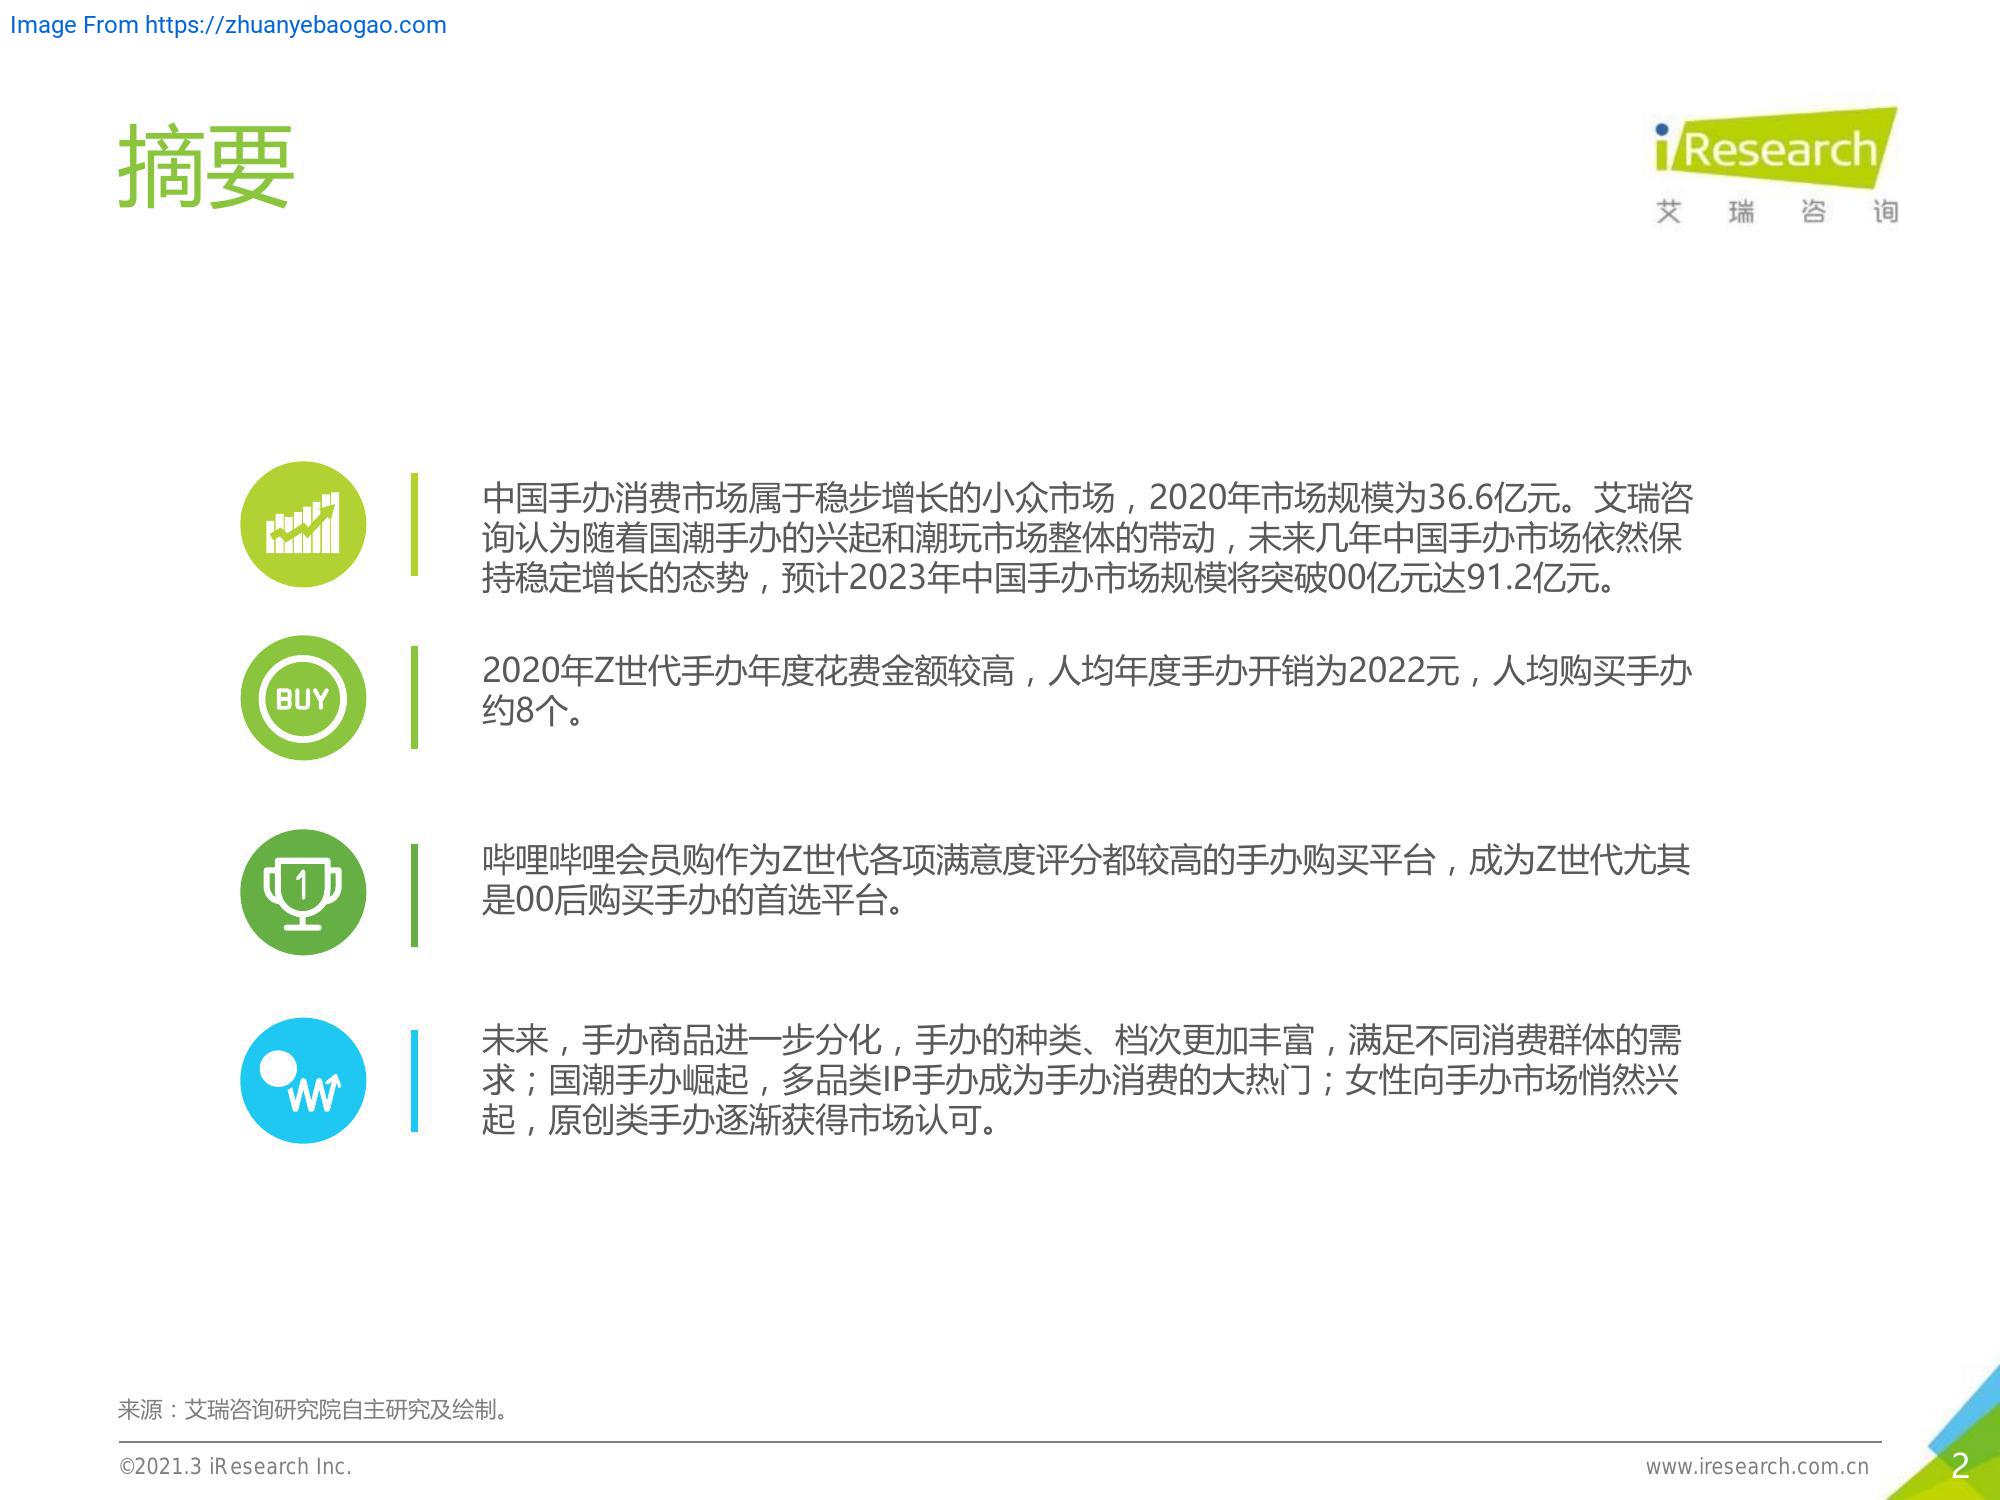 Image From https://zhuanyebaogao.com
摘要
iResearch
艾瑞咨询
中国手办消费市场属于稳步增长的小众市场，2020年市场规模为36.6亿元。艾瑞咨
询认为随着国潮手办的兴起和潮玩市场整体的带动，未来几年中国手办市场依然保
持稳定增长的态势，预计2023年中国手办市场规模将突破00亿元达91.2亿元。
BUY
2020年Z世代手办年度花费金额较高，人均年度手办开销为2022元，人均购买手办
约8个。
1
哔哩哔哩会员购作为Z世代各项满意度评分都较高的手办购买平台，成为Z世代尤其
是00后购买手办的首选平台。
未来，手办商品进一步分化，手办的种类、档次更加丰富，满足不同消费群体的需
求；国潮手办崛起，多品类IP手办成为手办消费的大热门；女性向手办市场悄然兴
起，原创类手办逐渐获得市场认可。
来源：艾瑞咨询研究院自主研究及绘制。
©2021.3 iResearch Inc.
www.iresearch.com.cn
2